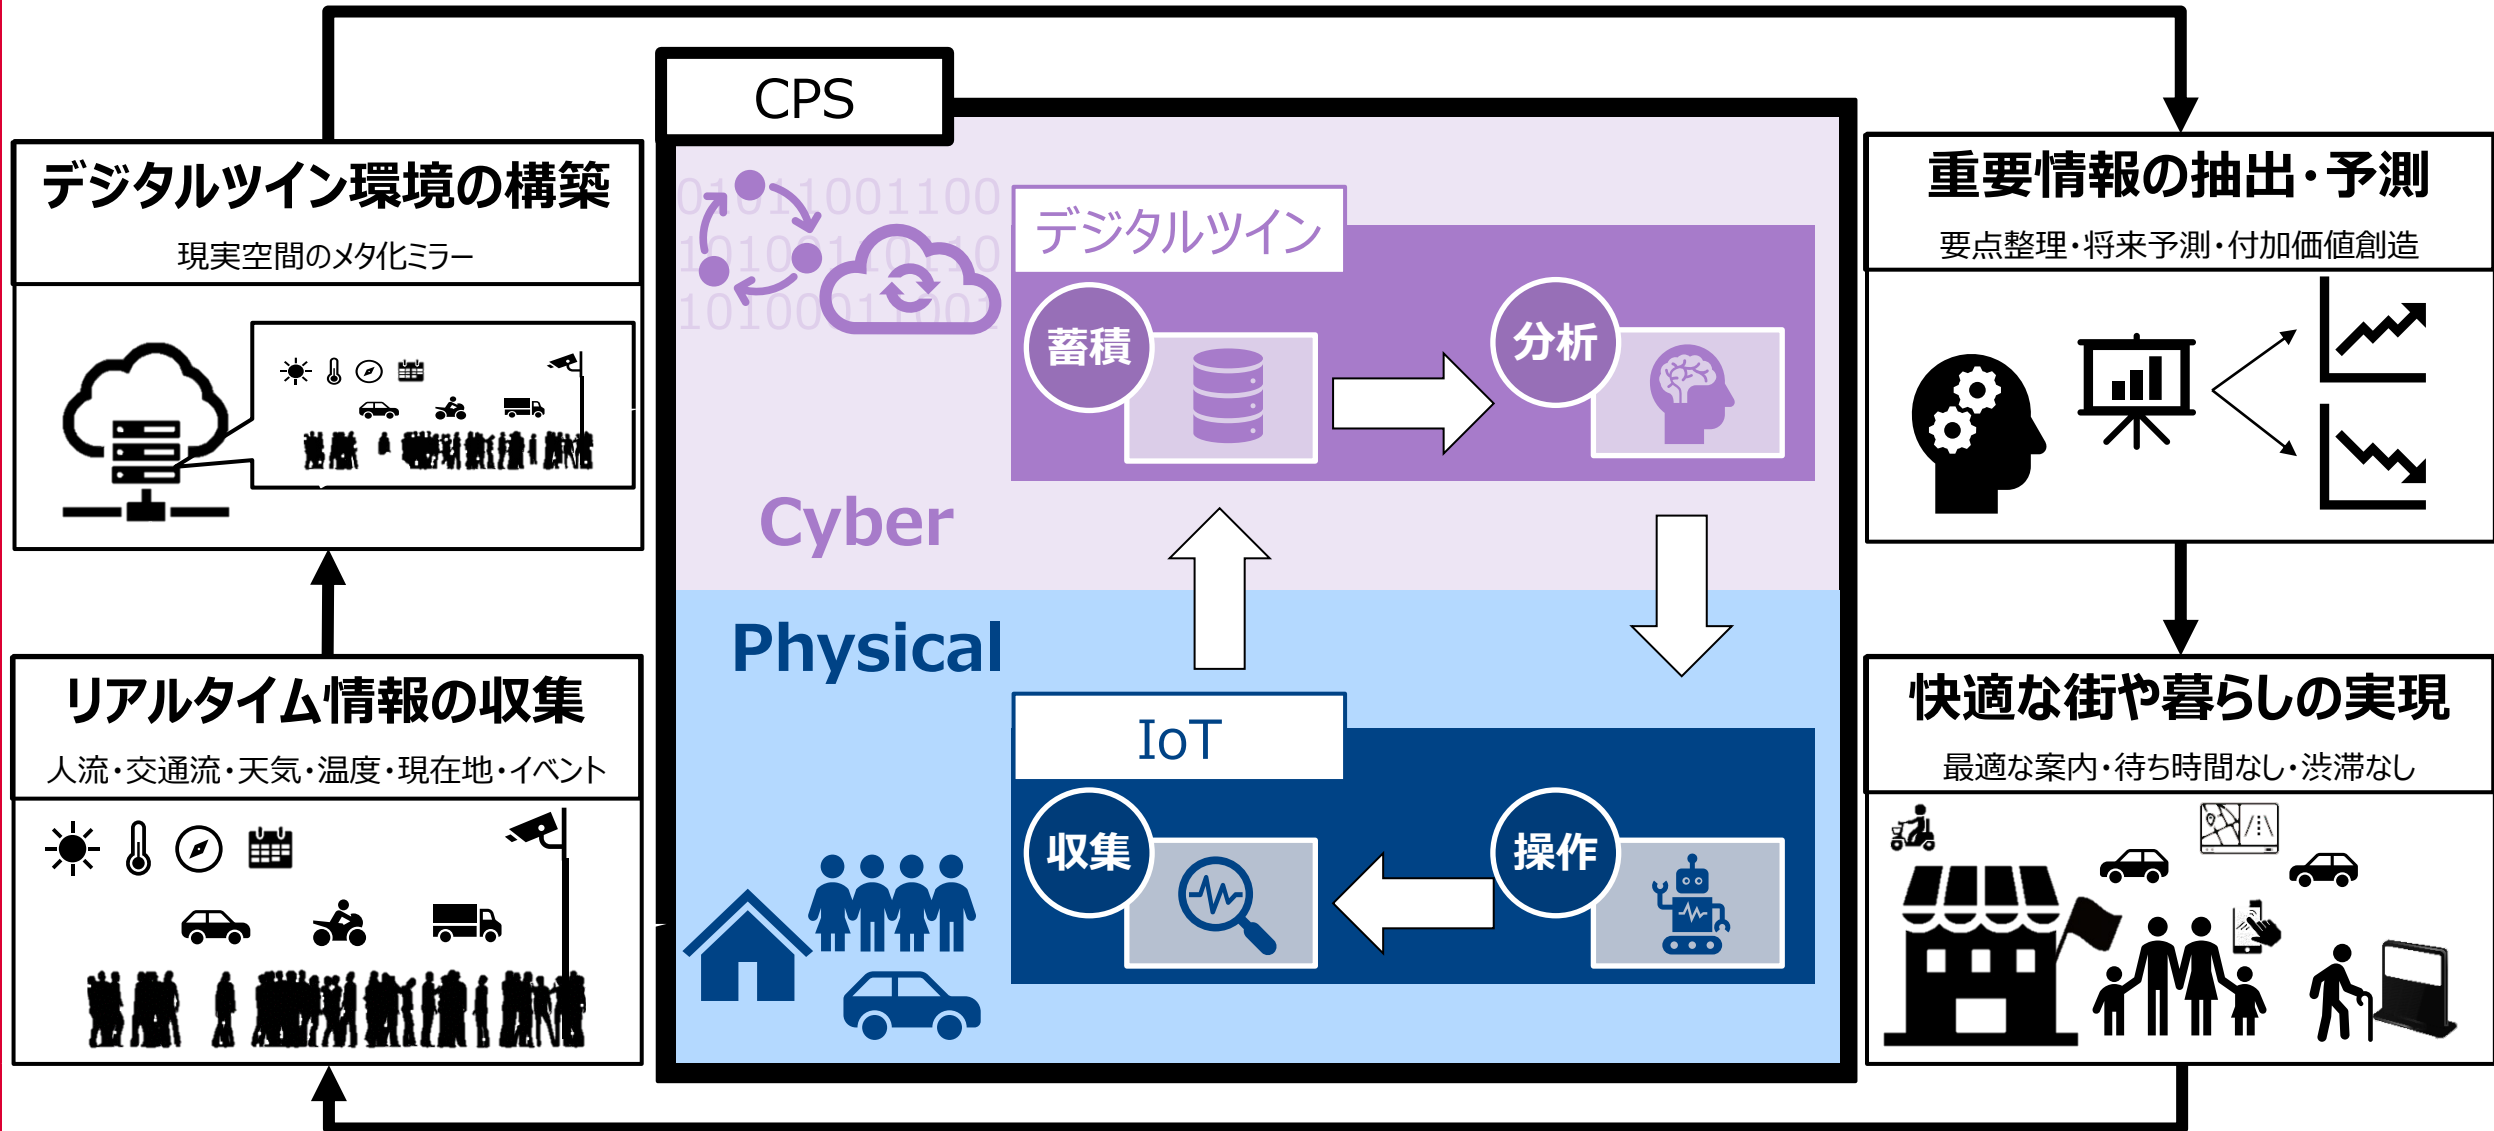 CPS
デジタルツイン環境の構築
現実空間のメタ化ミラー
リアルタイム情報の収集
人流・交通流・天気・温度・現在地・イベント
01011001100
10100110110
10100011001
デジタルツイン
蓄積
分析
Cyber
Physical
IoT
収集
操作
重要情報の抽出・予測
要点整理・将来予測・付加価値創造
快適な街や暮らしの実現
最適な案内・待ち時間なし・渋滞なし